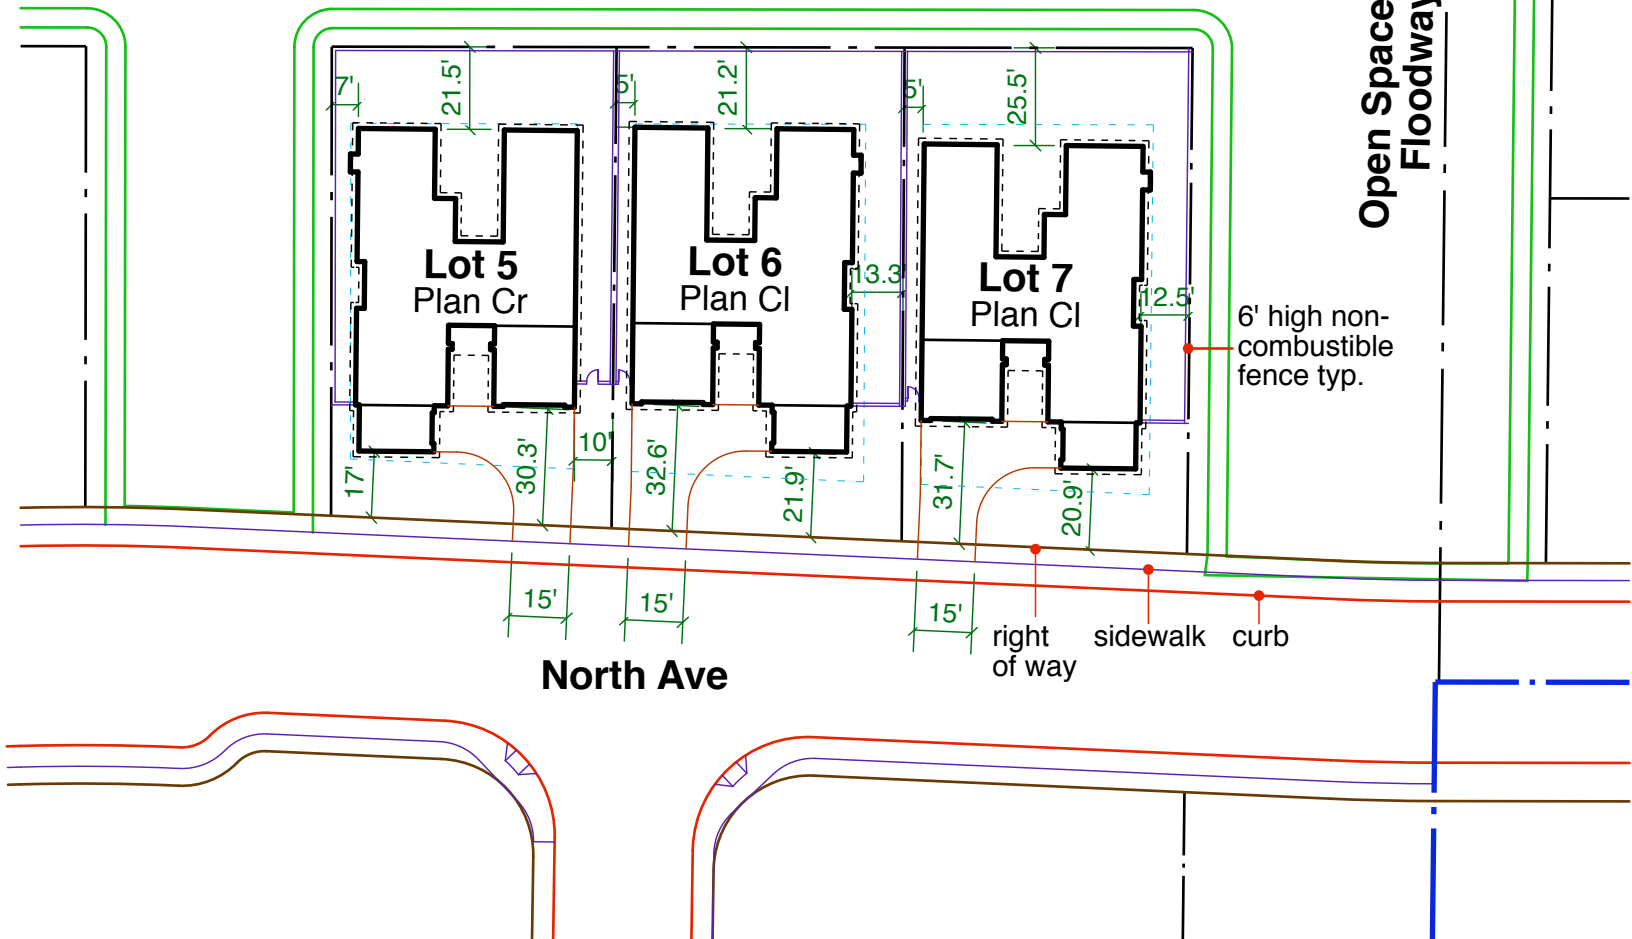 Open Space
Floodway
7'
21.5'
5'
21.2'
5'
25.5'
Lot 5
Plan Cr
Lot 6
Plan Cl
13.3'
Lot 7
Plan Cl
12.5'
6' high non-
combustible
fence typ.
17'
30.3'
10'
32.6'
21.9'
31.7'
20.9'
15'
15'
15'
right
of way
sidewalk
curb
North Ave